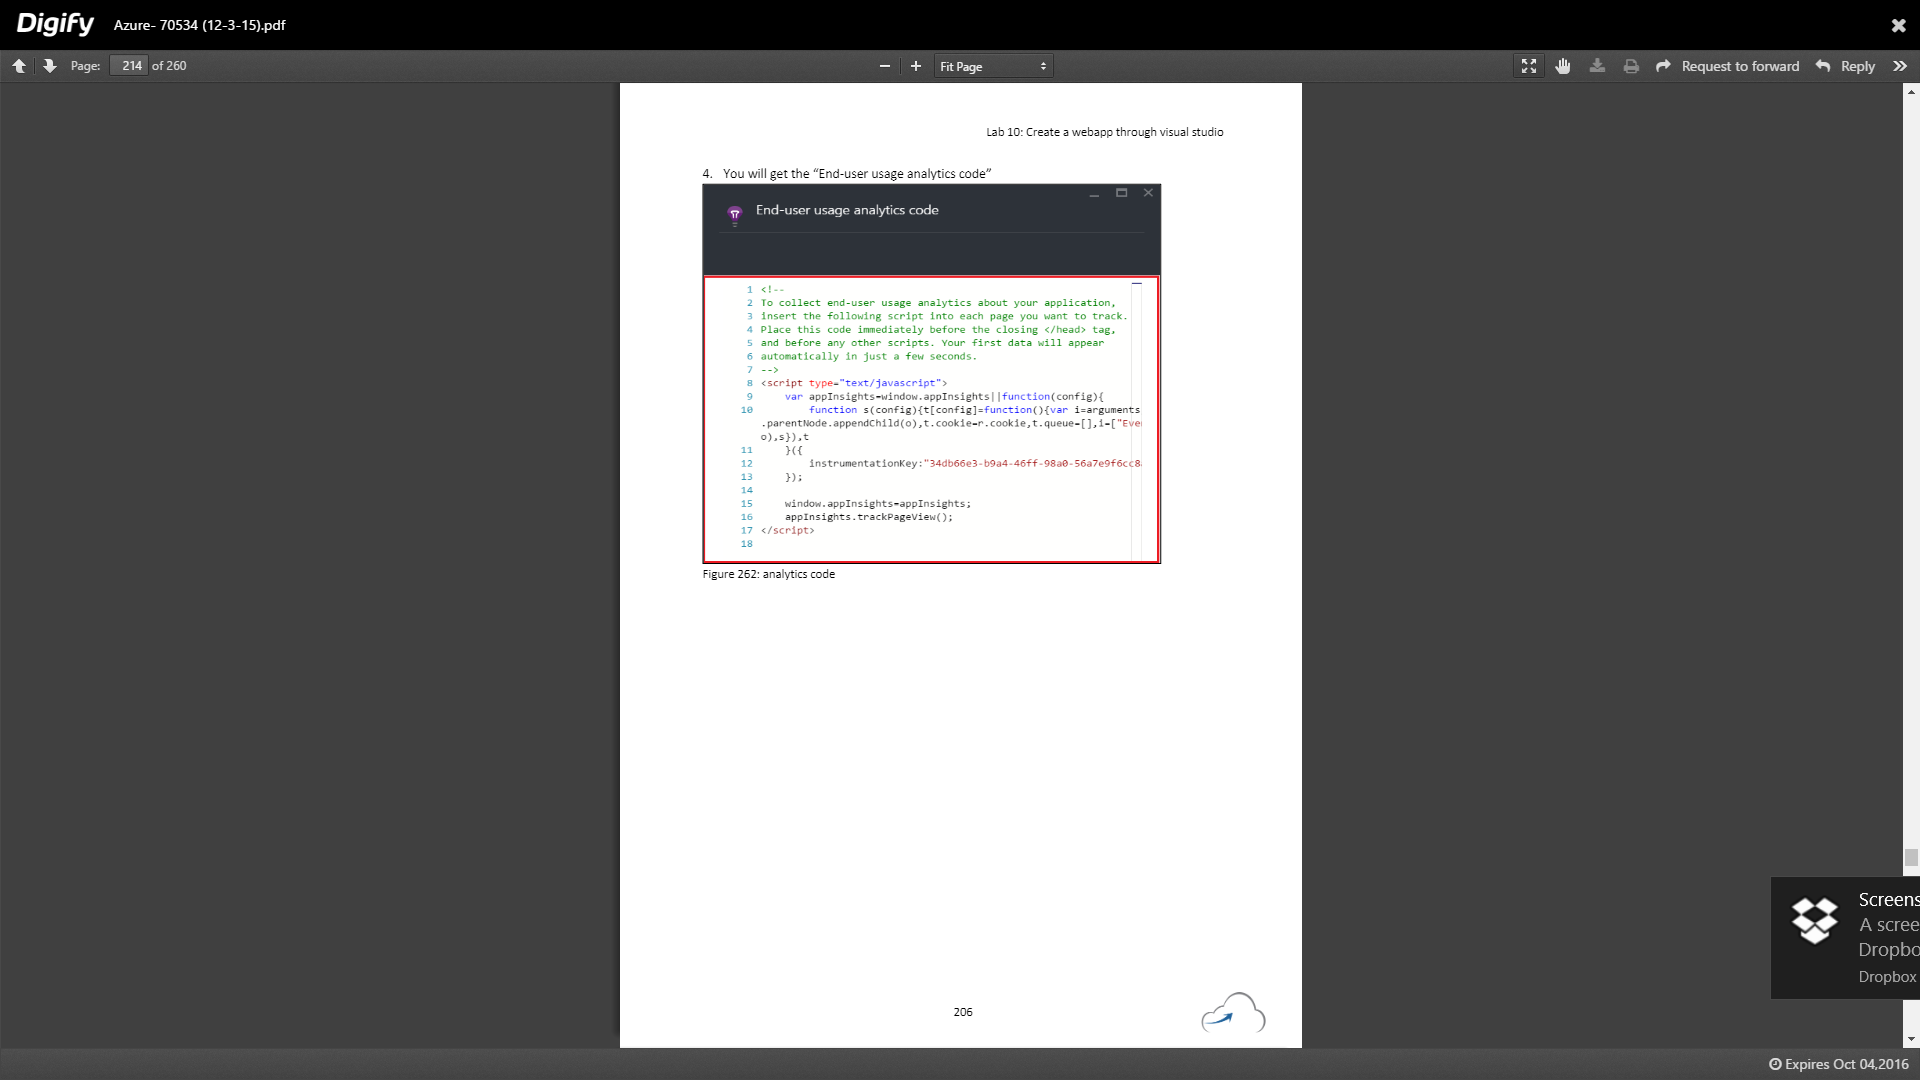 Digify Azure- 70534 (12-3-15).pdf
Page: 214 of 260 Fit Page Request to forward Reply
Lab 10: Create a webapp through visual studio
4. You will get the “End-user usage analytics code”
End-user usage analytics code
1 <!--
2 To collect end-user usage analytics about your application,
3 insert the following script into each page you want to track.
4 Place this code immediately before the closing </head> tag,
5 and before any other scripts. Your first data will appear
6 automatically in just a few seconds.
7 -->
8 <script type="text/javascript">
9 var appInsights=window.appInsights||function(config){
10 function s(config){t[config]=function(){var i=arguments
.parentNode.appendChild(o),t.cookie=r.cookie,t.queue=[],i=["Eve
o),s}),t
11 }({
12 instrumentationKey:"34db66e3-b9a4-46ff-98a0-56a7e9f6cc8
13 });
14
15 window.appInsights=appInsights;
16 appInsights.trackPageView();
17 </script>
18
Figure 262: analytics code
206
Screens
A scree
Dropbo
Dropbox
Expires Oct 04,2016